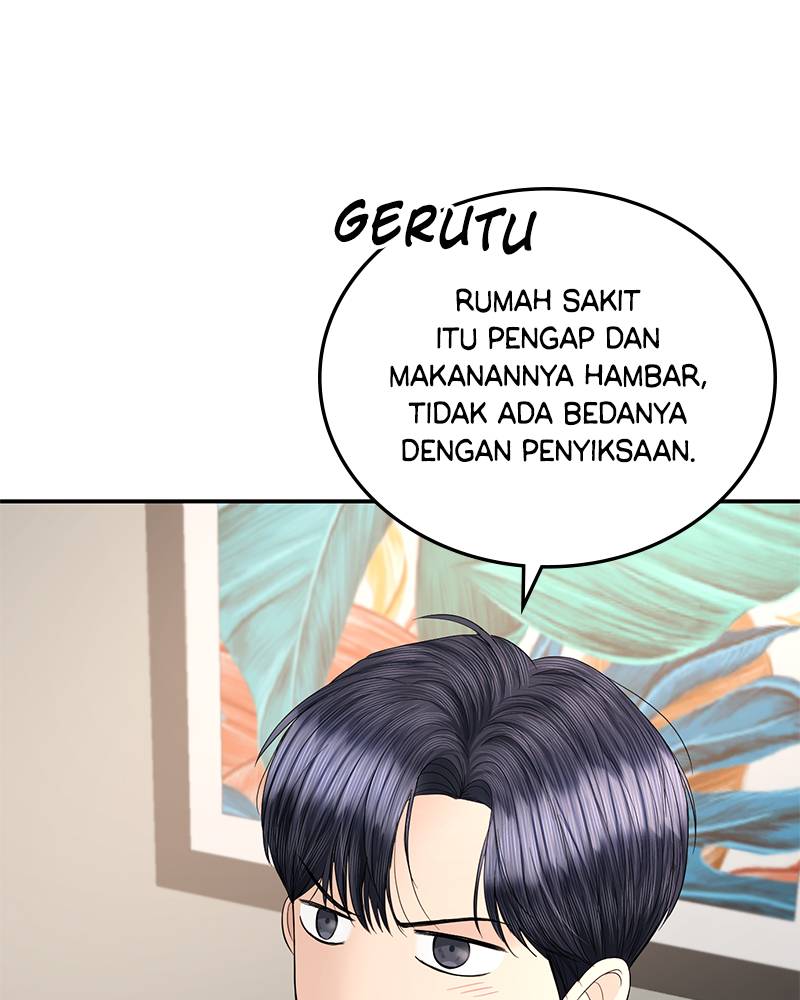 GERUTU
RUMAH SAKIT
ITU PENGAP DAN
MAKANANNYA HAMBAR,
TIDAK ADA BEDANYA
DENGAN PENYIKSAAN.